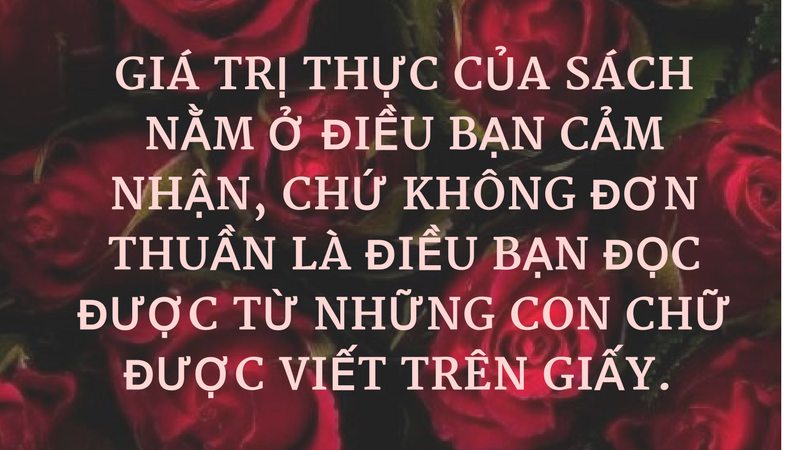 GIÁ TRỊ THỰC CỦA SÁCH
NẰM Ở ĐIỀU BẠN CẢM
NHẬN, CHỨ KHÔNG ĐƠN
THUẦN LÀ ĐIỀU BẠN ĐỌC
ĐƯỢC TỪ NHỮNG CON CHỮ
ĐƯỢC VIẾT TRÊN GIẤY.